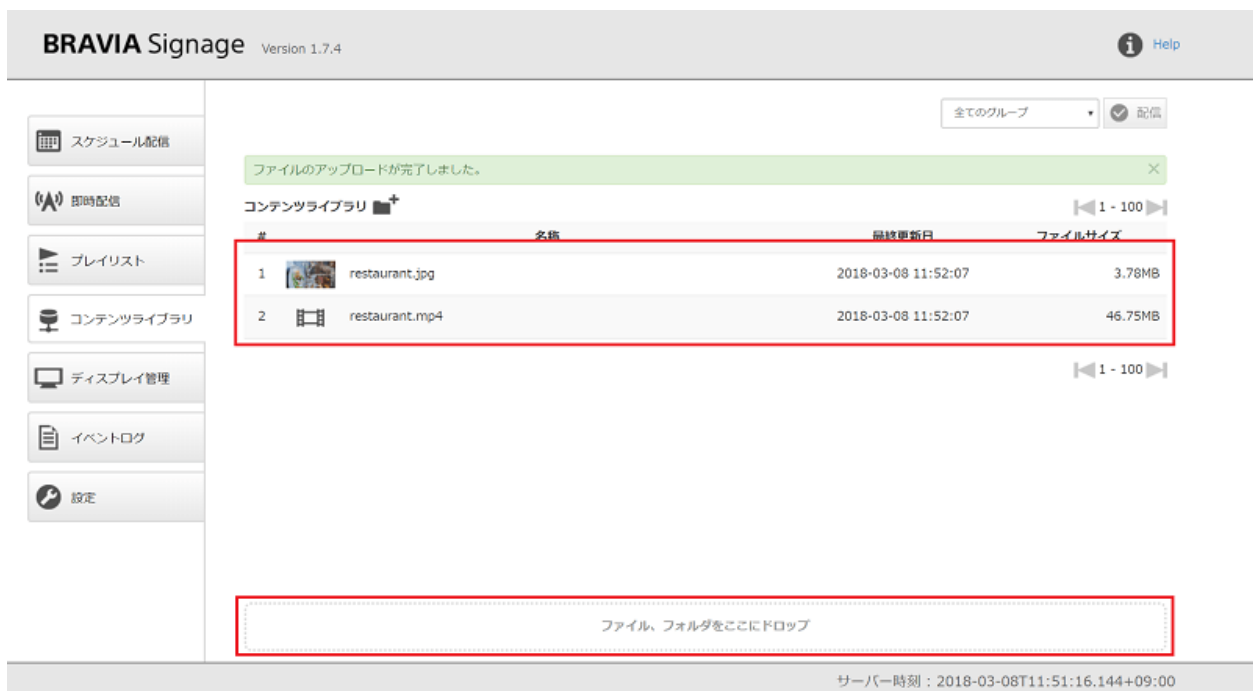 BRAVIA Signage Version 1.7.4
Help
全てのグループ
配信
スケジュール配信
即時配信
プレイリスト
コンテンツライブラリ
ディスプレイ管理
イベントログ
設定
ファイルのアップロードが完了しました。
コンテンツライブラリ
1 - 100
# 名称 最終更新日 ファイルサイズ
1 restaurant.jpg 2018-03-08 11:52:07 3.78MB
2 restaurant.mp4 2018-03-08 11:52:07 46.75MB
1 - 100
ファイル、フォルダをここにドロップ
サーバー時刻 : 2018-03-08T11:51:16.144+09:00